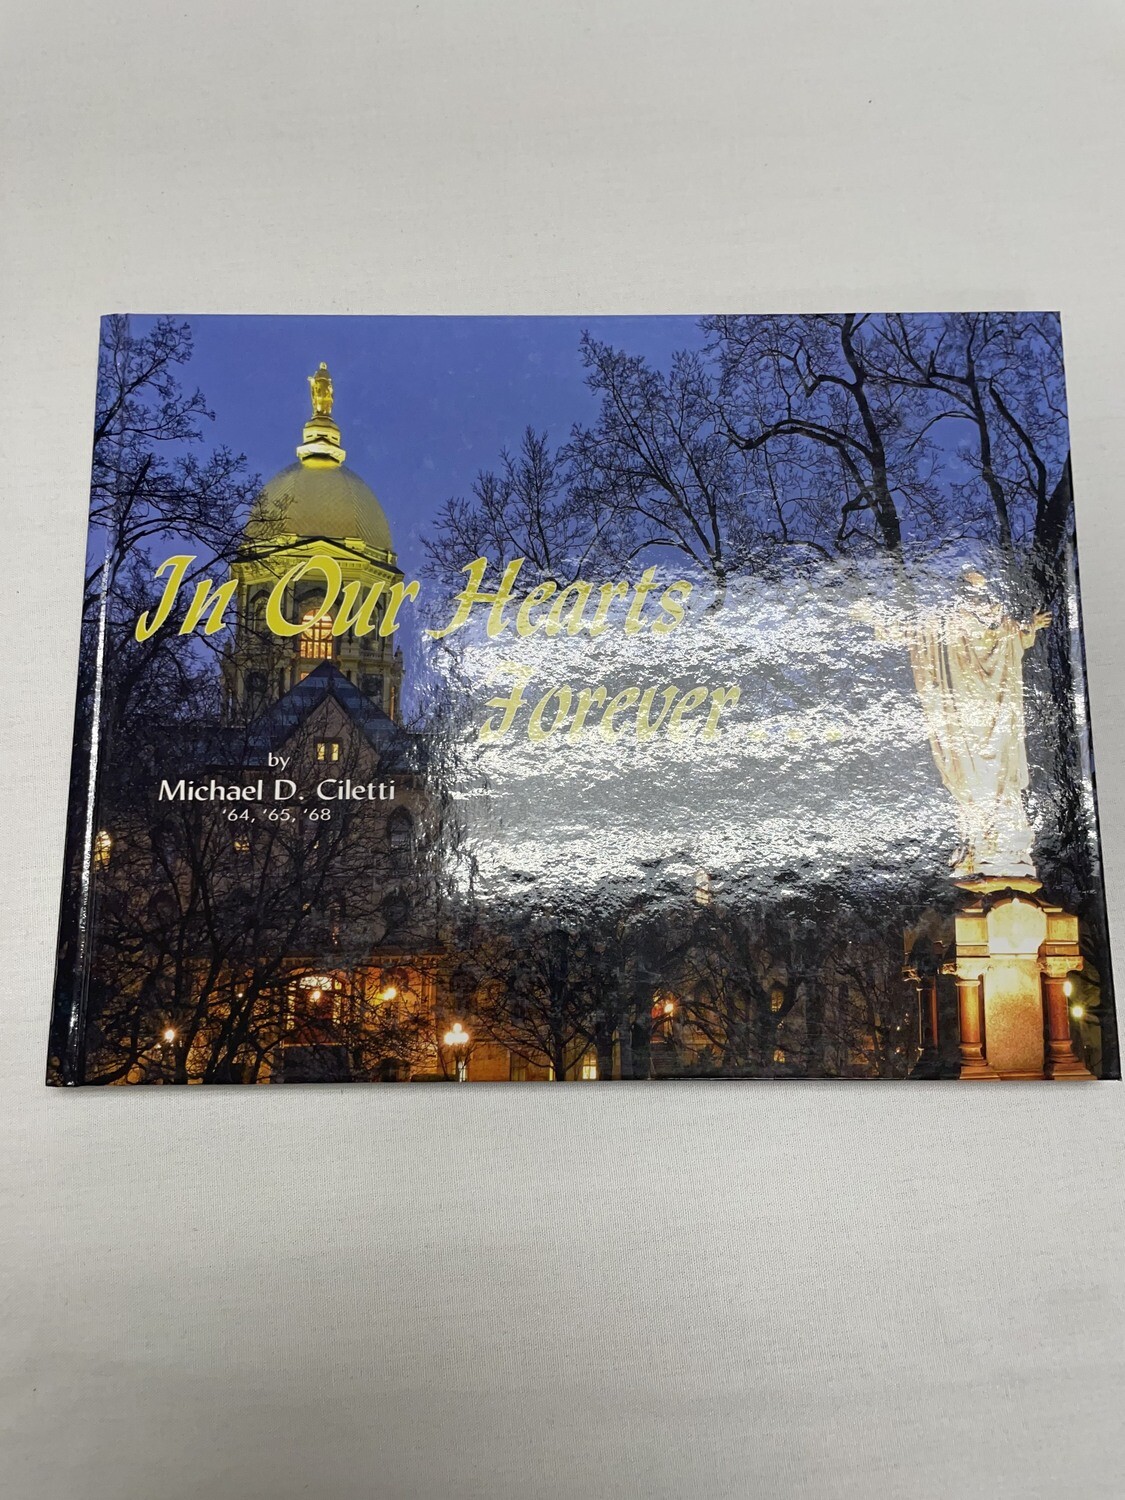 In Our Hearts
Forever . . .
by
Michael D. Ciletti
'64, '65, '68